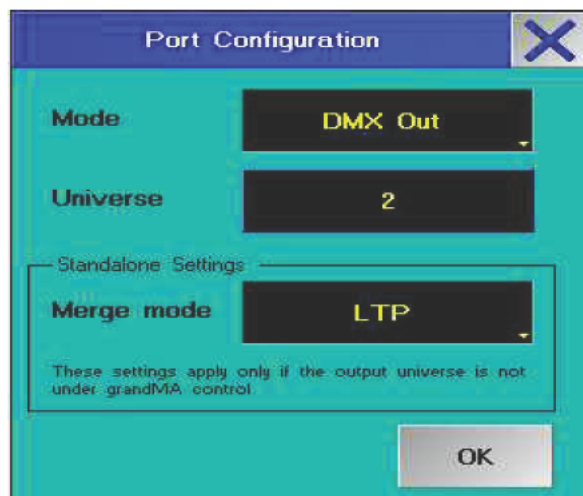 Port Configuration
Mode
DMX Out
Universe
2
Standalone Settings
Merge mode
LTP
These settings apply only if the output universe is not
under grandMA control
OK